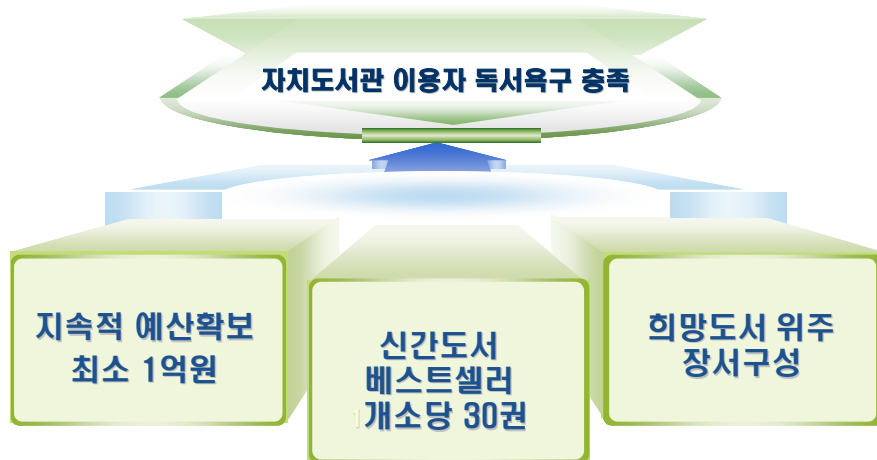 자치도서관 이용자 독서욕구 충족
지속적 예산확보
최소 1억원
신간도서
베스트셀러
1개소당 30권
희망도서 위주
장서구성